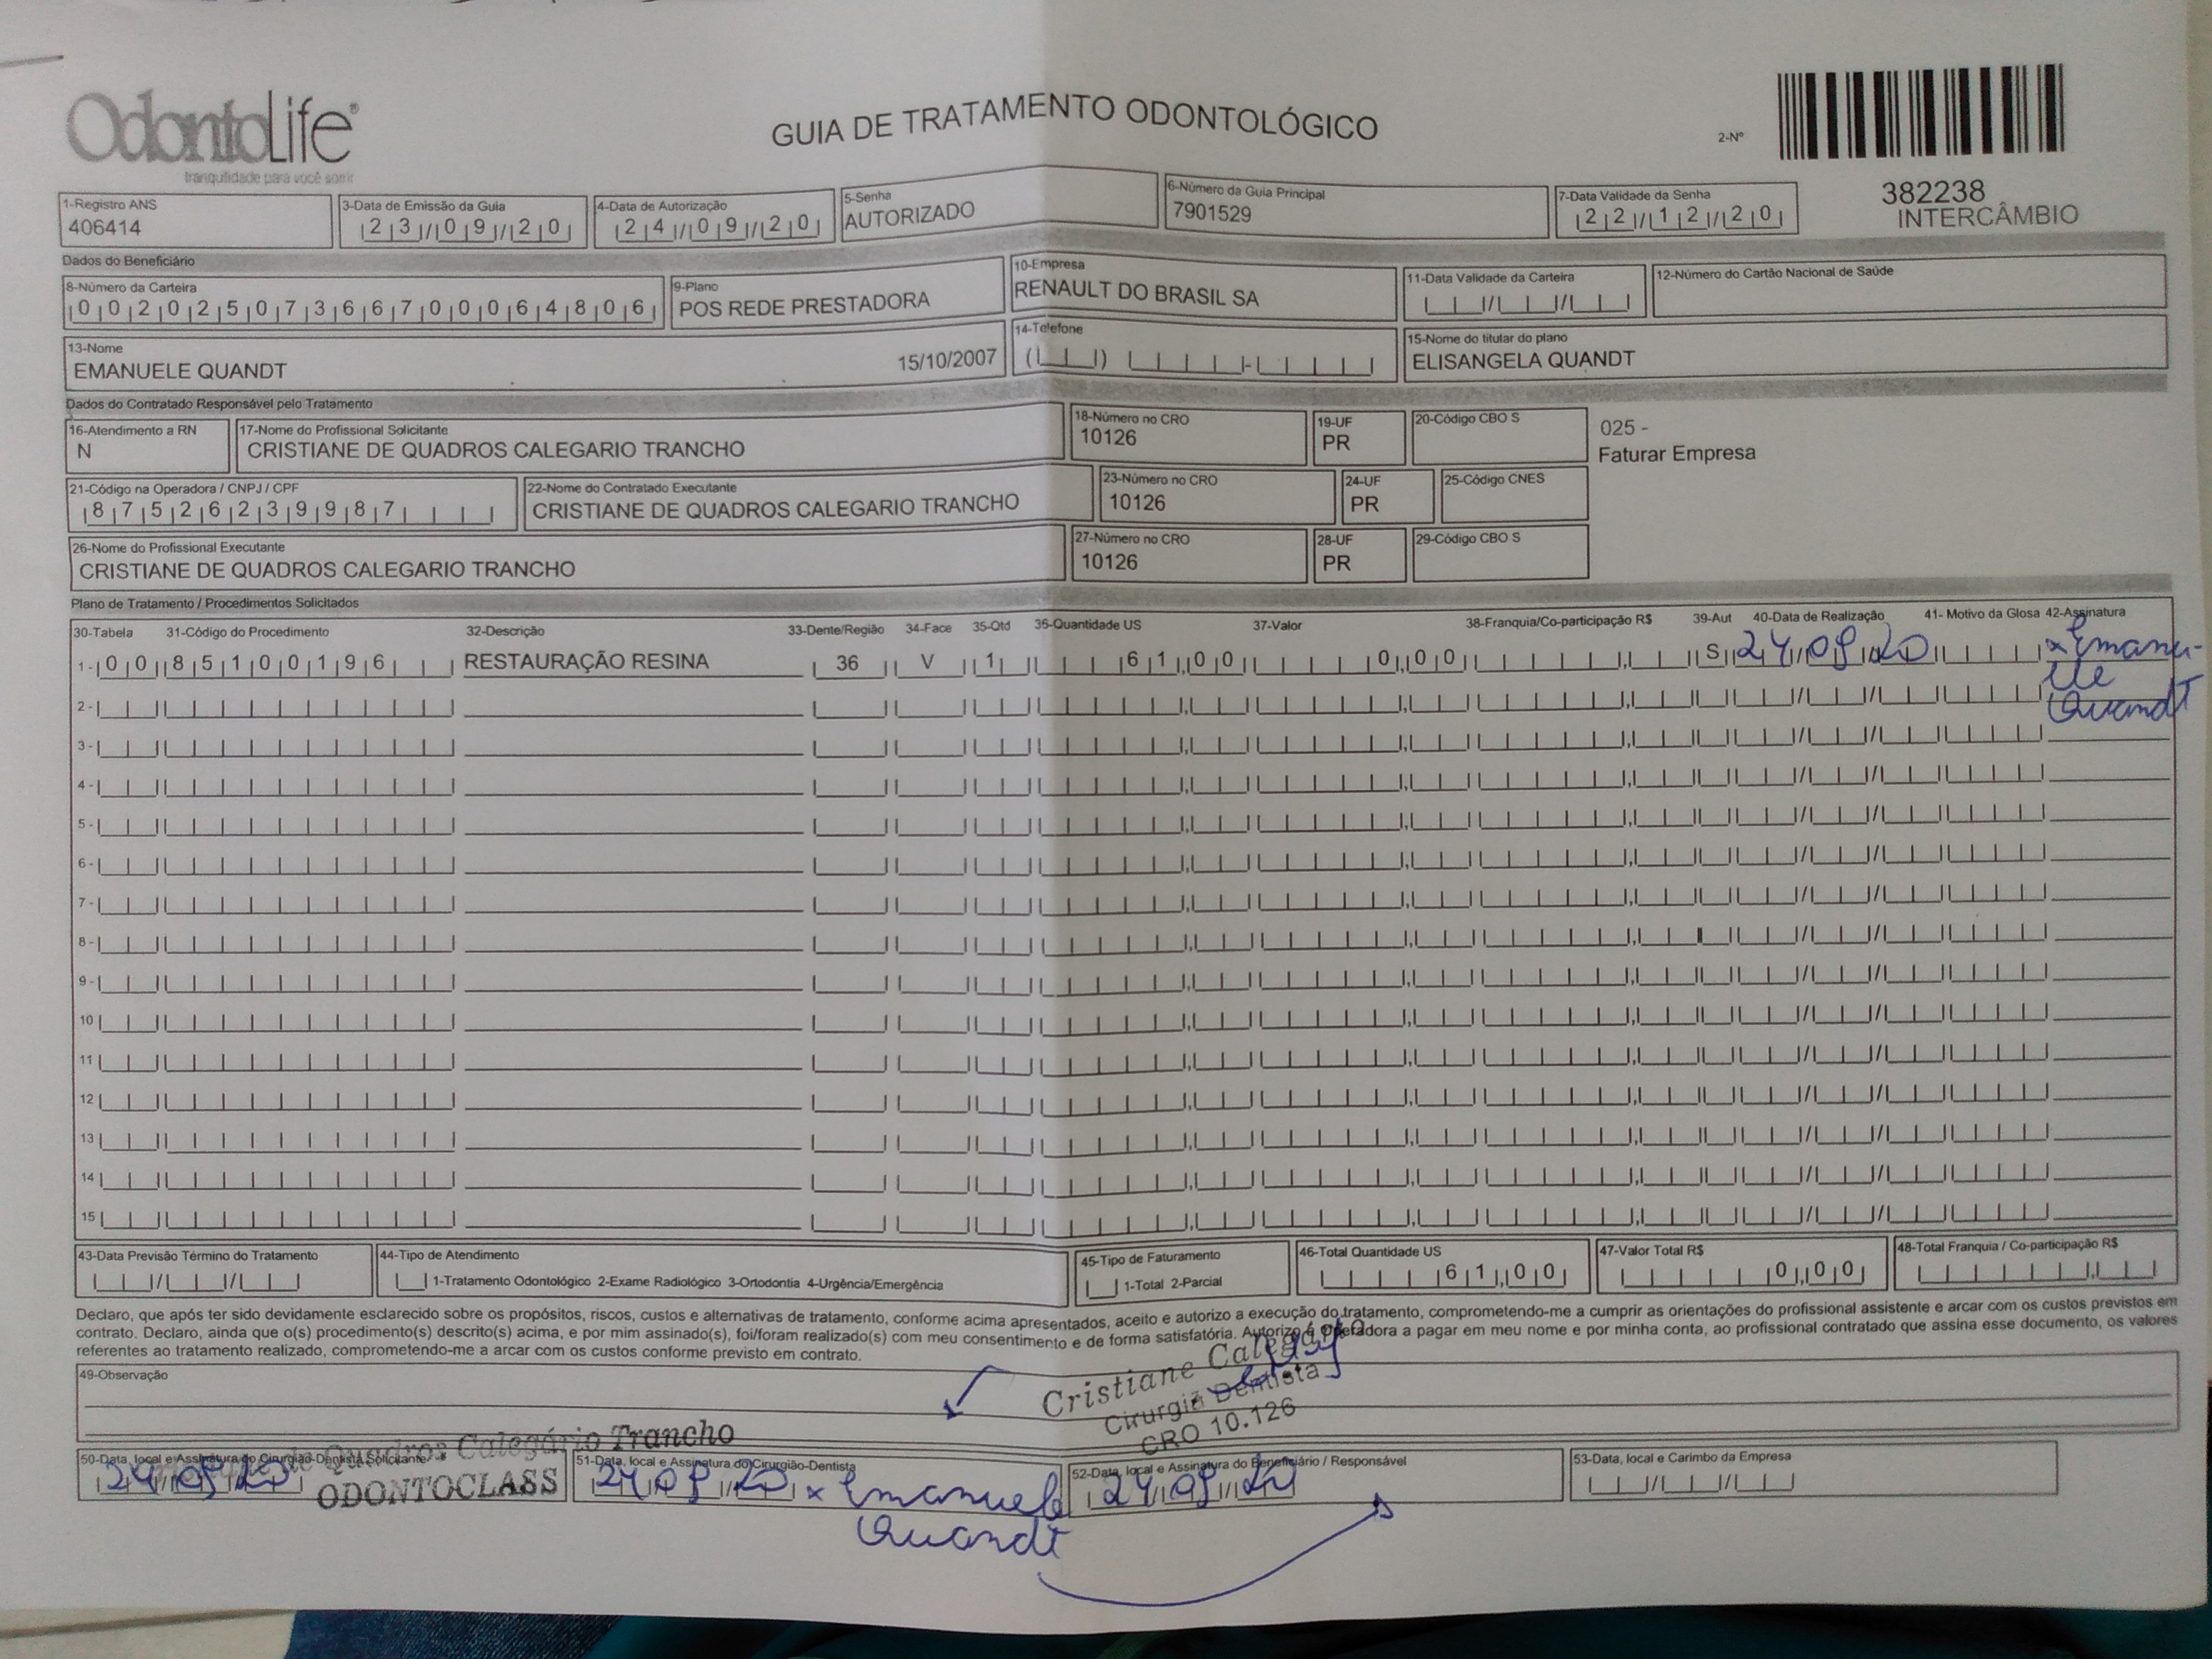 OdontoLife®
tranquilidade para você sorrir
GUIA DE TRATAMENTO ODONTOLÓGICO
2-Nº
382238
INTERCÂMBIO
1-Registro ANS
406414
3-Data de Emissão da Guia
23/09/20
4-Data de Autorização
24/09/20
5-Senha
AUTORIZADO
6-Número da Guia Principal
7901529
7-Data Validade da Senha
22/12/20
Dados do Beneficiário
8-Número da Carteira
00202507366700064806
9-Plano
POS REDE PRESTADORA
10-Empresa
RENAULT DO BRASIL SA
11-Data Validade da Carteira
12-Número do Cartão Nacional de Saúde
13-Nome
EMANUELE QUANDT 15/10/2007
14-Telefone
15-Nome do titular do plano
ELISANGELA QUANDT
Dados do Contratado Responsável pelo Tratamento
16-Atendimento a RN
N
17-Nome do Profissional Solicitante
CRISTIANE DE QUADROS CALEGARIO TRANCHO
18-Número no CRO
10126
19-UF
PR
20-Código CBO S
025 -
Faturar Empresa
21-Código na Operadora / CNPJ / CPF
87526239987
22-Nome do Contratado Executante
CRISTIANE DE QUADROS CALEGARIO TRANCHO
23-Número no CRO
10126
24-UF
PR
25-Código CNES
26-Nome do Profissional Executante
CRISTIANE DE QUADROS CALEGARIO TRANCHO
27-Número no CRO
10126
28-UF
PR
29-Código CBO S
Plano de Tratamento / Procedimentos Solicitados
30-Tabela 31-Código do Procedimento 32-Descrição 33-Dente/Região 34-Face 35-Qtd 36-Quantidade US 37-Valor 38-Franquia/Co-participação R$ 39-Aut 40-Data de Realização 41- Motivo da Glosa 42-Assinatura
1- 00 85100196 RESTAURAÇÃO RESINA 36 V 1 61,00 0,00 S 24/09/20 x Emanu-
ele
Quandt
2-
3-
4-
5-
6-
7-
8-
9-
10
11
12
13
14
15
43-Data Previsão Término do Tratamento
44-Tipo de Atendimento
1-Tratamento Odontológico 2-Exame Radiológico 3-Ortodontia 4-Urgência/Emergência
45-Tipo de Faturamento
1-Total 2-Parcial
46-Total Quantidade US
61,00
47-Valor Total R$
0,00
48-Total Franquia / Co-participação R$
Declaro, que após ter sido devidamente esclarecido sobre os propósitos, riscos, custos e alternativas de tratamento, conforme acima apresentados, aceito e autorizo a execução do tratamento, comprometendo-me a cumprir as orientações do profissional assistente e arcar com os custos previstos em
contrato. Declaro, ainda que o(s) procedimento(s) descrito(s) acima, e por mim assinado(s), foi/foram realizado(s) com meu consentimento e de forma satisfatória. Autorizo a Operadora a pagar em meu nome e por minha conta, ao profissional contratado que assina esse documento, os valores
referentes ao tratamento realizado, comprometendo-me a arcar com os custos conforme previsto em contrato.
49-Observação
Cristiane Calegário
Cirurgiã Dentista
CRO 10.126
de Quadros Calegário Trancho
ODONTOCLASS
50-Data, local e Assinatura do Cirurgião-Dentista Solicitante
24/09/20
51-Data, local e Assinatura do Cirurgião-Dentista
24/09/20 x Emanuele
Quandt
52-Data, local e Assinatura do Beneficiário / Responsável
24/09/20
53-Data, local e Carimbo da Empresa